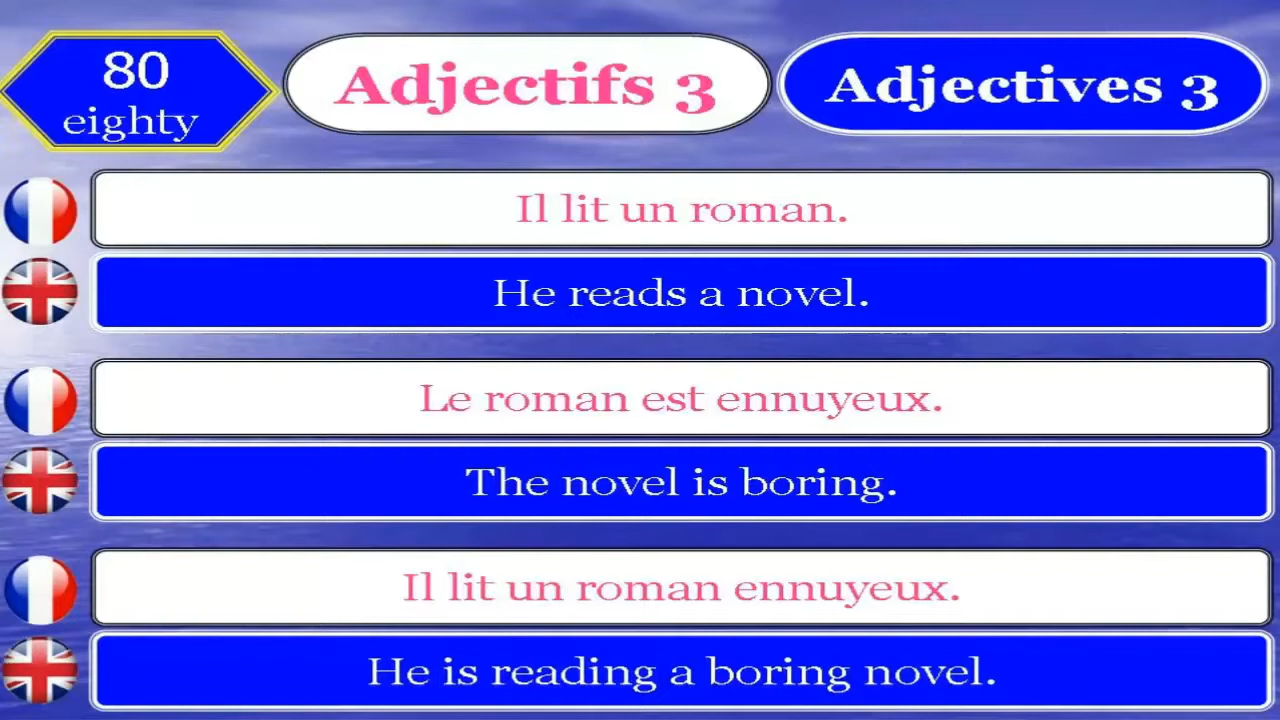 80
eighty
Adjectifs 3
Adjectives 3
Il lit un roman.
He reads a novel.
Le roman est ennuyeux.
The novel is boring.
Il lit un roman ennuyeux.
He is reading a boring novel.